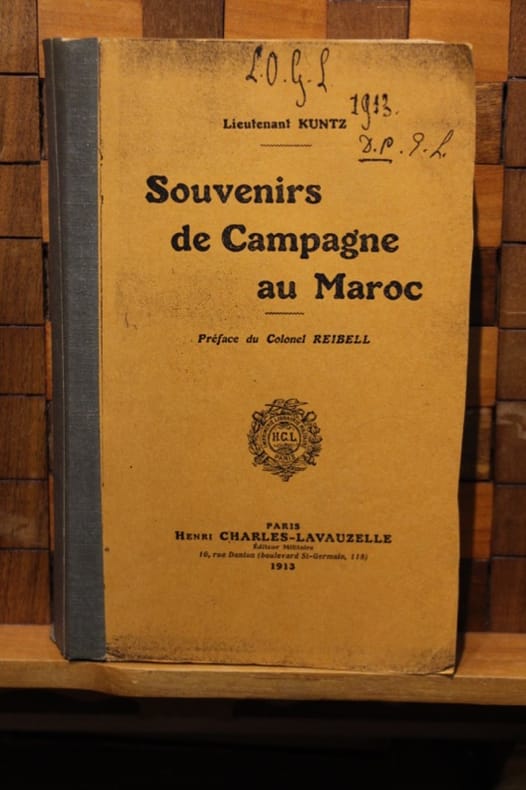 L.O.G.L
1913.
D.P. G.L.
Lieutenant KUNTZ
Souvenirs
de Campagne
au Maroc
Préface du Colonel REIBELL
H.C.L.
PARIS
PARIS
HENRI CHARLES-LAVAUZELLE
Éditeur Militaire
10, rue Danton (boulevard St-Germain, 118)
1913